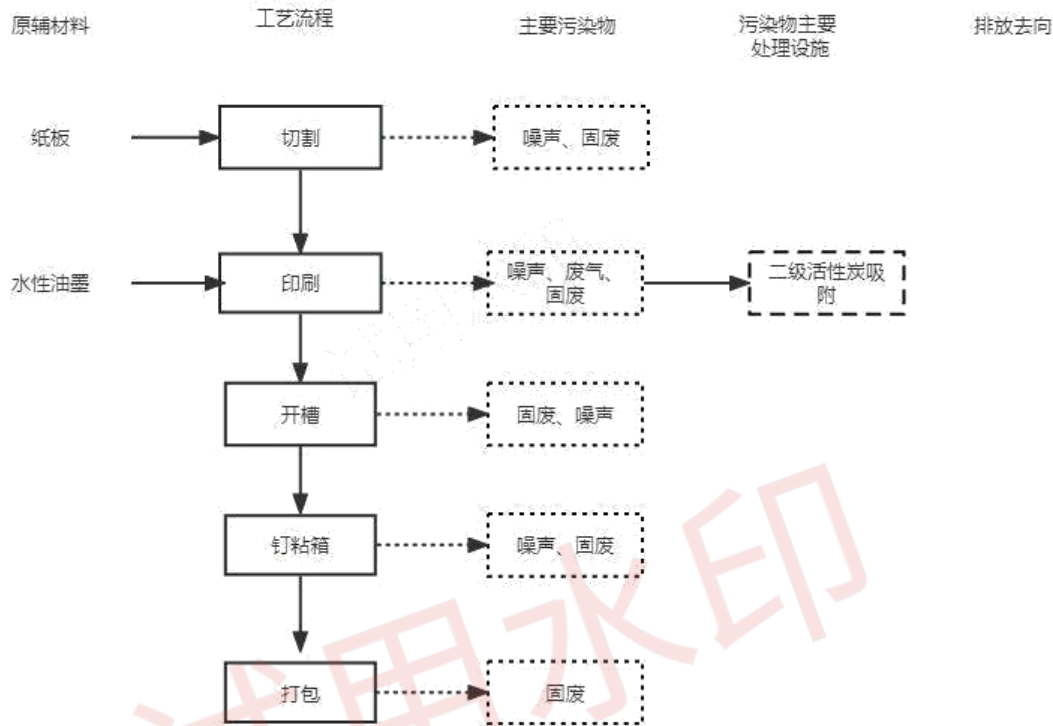 原辅材料
工艺流程
主要污染物
污染物主要
处理设施
排放去向
纸板
切割
噪声、固废
水性油墨
印刷
噪声、废气、
固废
二级活性炭吸
附
开槽
固废、噪声
钉粘箱
噪声、固废
打包
固废
试用水印